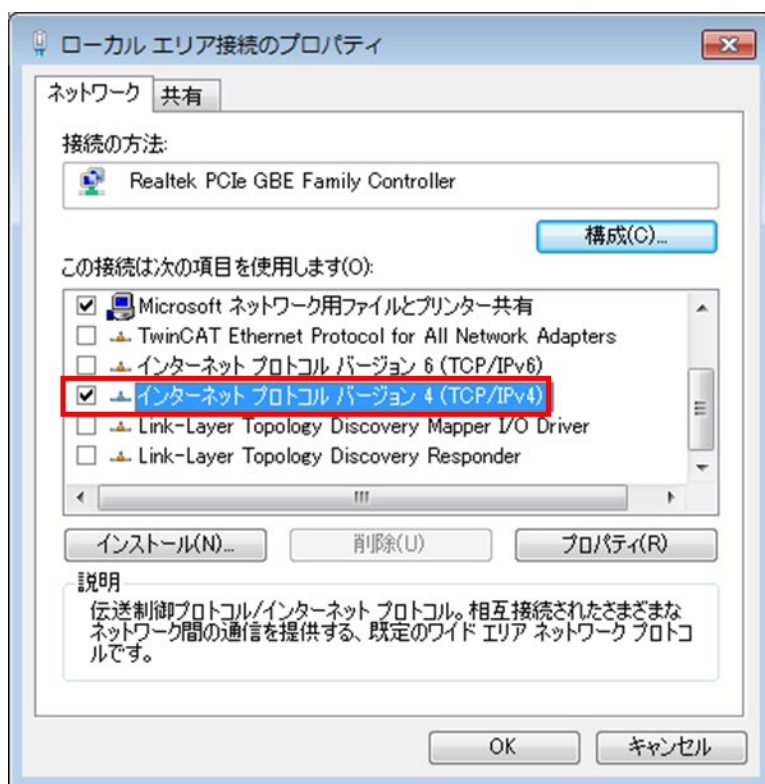 ローカル エリア接続のプロパティ
ネットワーク 共有
接続の方法:
Realtek PCIe GBE Family Controller
構成(C)...
この接続は次の項目を使用します(O):
Microsoft ネットワーク用ファイルとプリンター共有
TwinCAT Ethernet Protocol for All Network Adapters
インターネット プロトコル バージョン 6 (TCP/IPv6)
インターネット プロトコル バージョン 4 (TCP/IPv4)
Link-Layer Topology Discovery Mapper I/O Driver
Link-Layer Topology Discovery Responder
インストール(N)... 削除(U) プロパティ(R)
説明
伝送制御プロトコル/インターネット プロトコル。相互接続されたさまざまな
ネットワーク間の通信を提供する、既定のワイド エリア ネットワーク プロトコ
ルです。
OK キャンセル